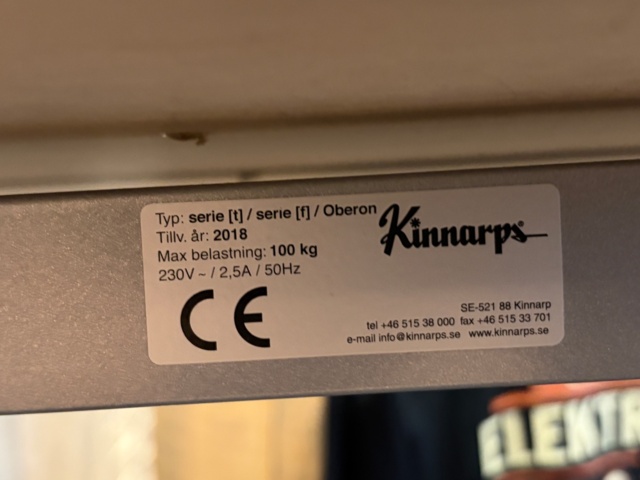 Typ: serie [t] / serie [f] / Oberon
Tillv. år: 2018
Max belastning: 100 kg
230V ~ / 2,5A / 50Hz
Kinnarps
CE
SE-521 88 Kinnarp
tel +46 515 38 000 fax +46 515 33 701
e-mail info@kinnarps.se www.kinnarps.se